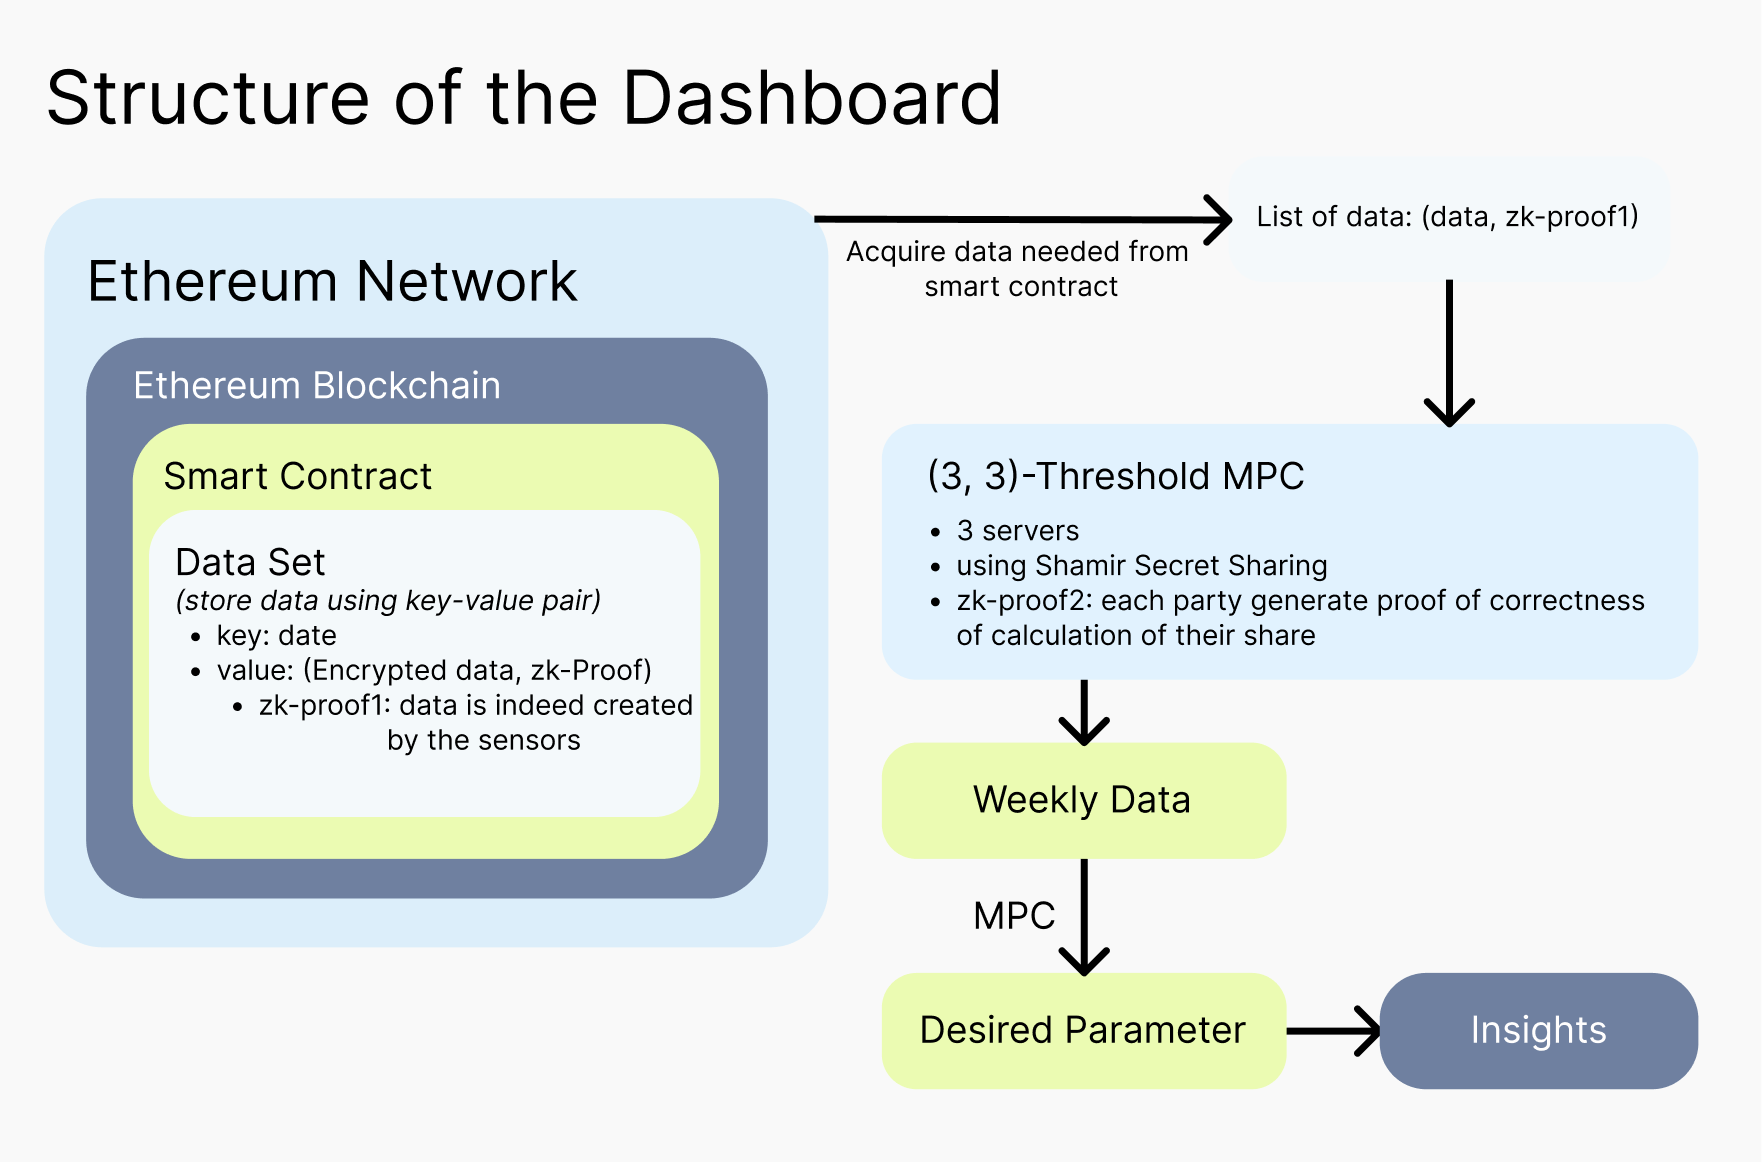 Structure of the Dashboard
Ethereum Network
Ethereum Blockchain
Smart Contract
Data Set
(store data using key-value pair)
• key: date
• value: (Encrypted data, zk-Proof)
• zk-proof1: data is indeed created
by the sensors
Acquire data needed from
smart contract
List of data: (data, zk-proof1)
(3, 3)-Threshold MPC
• 3 servers
• using Shamir Secret Sharing
• zk-proof2: each party generate proof of correctness
of calculation of their share
Weekly Data
MPC
Desired Parameter
Insights